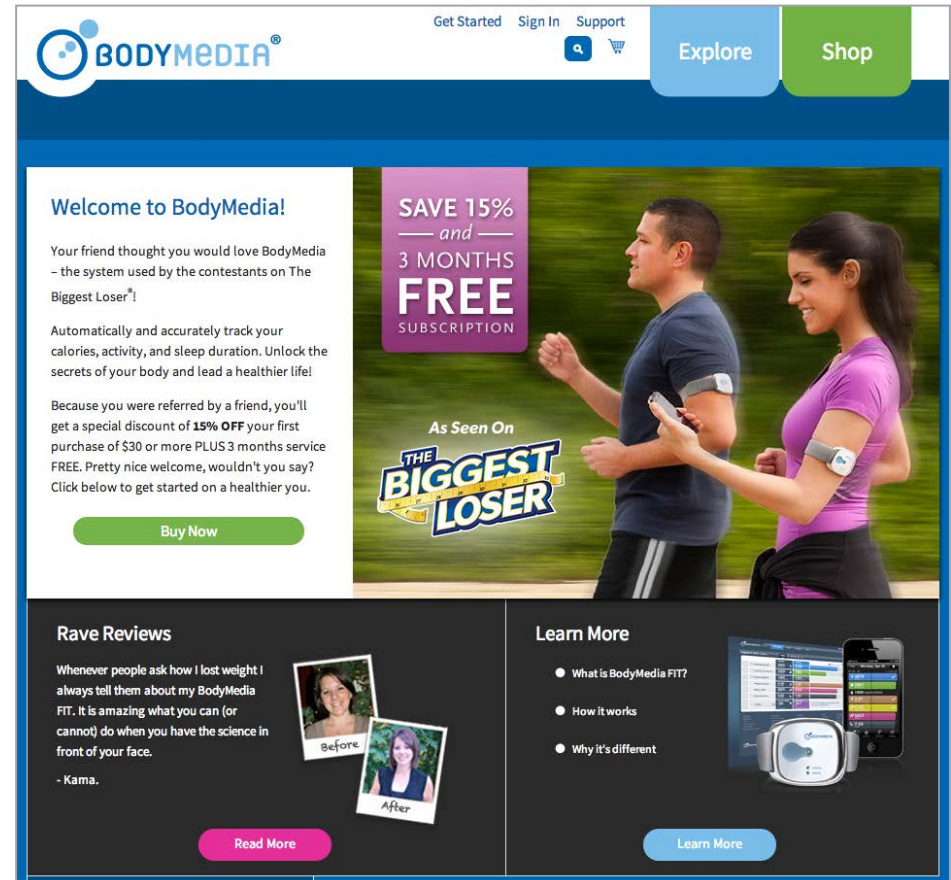 BODYMEDIA®
Get Started Sign In Support
Explore
Shop
Welcome to BodyMedia!
Your friend thought you would love BodyMedia
– the system used by the contestants on The
Biggest Loser®!
Automatically and accurately track your
calories, activity, and sleep duration. Unlock the
secrets of your body and lead a healthier life!
Because you were referred by a friend, you'll
get a special discount of 15% OFF your first
purchase of $30 or more PLUS 3 months service
FREE. Pretty nice welcome, wouldn't you say?
Click below to get started on a healthier you.
Buy Now
SAVE 15%
and
3 MONTHS
FREE
SUBSCRIPTION
As Seen On
THE
BIGGEST
LOSER
Rave Reviews
Whenever people ask how I lost weight I
always tell them about my BodyMedia
FIT. It is amazing what you can (or
cannot) do when you have the science in
front of your face.
- Kama.
Before
After
Read More
Learn More
What is BodyMedia FIT?
How it works
Why it's different
BODYMEDIA
Learn More